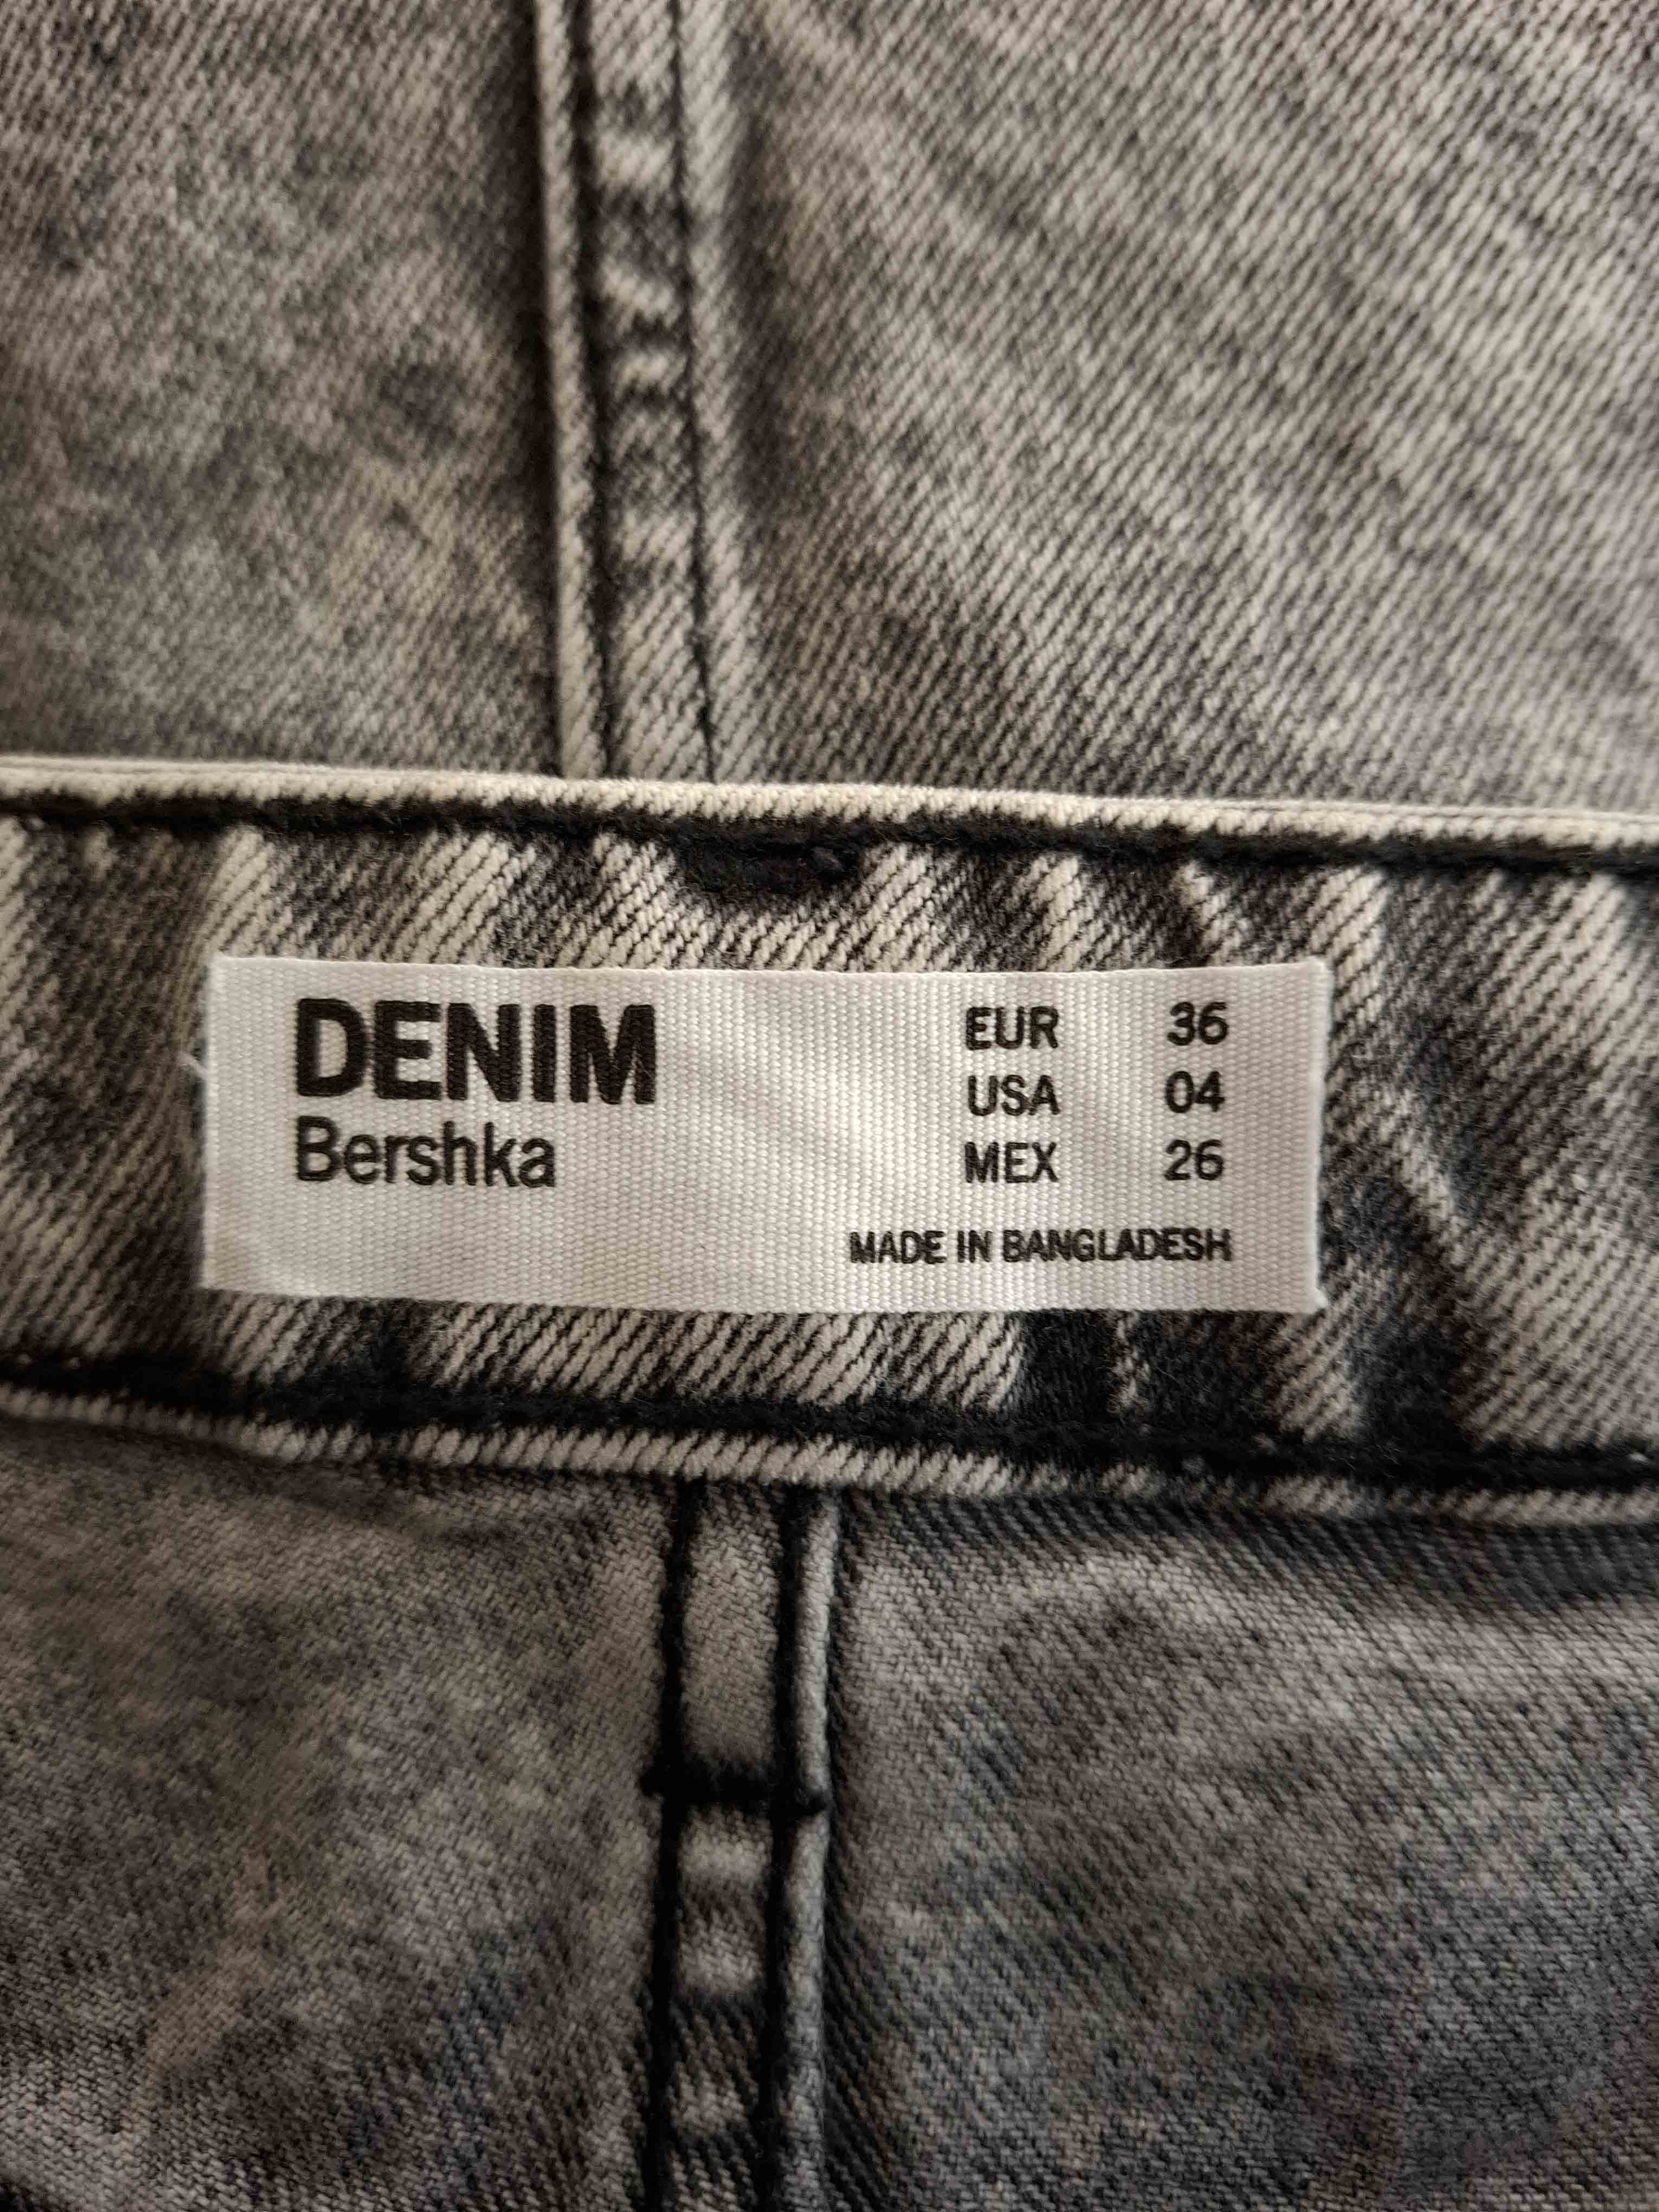 DENIM
Bershka
EUR 36
USA 04
MEX 26
MADE IN BANGLADESH